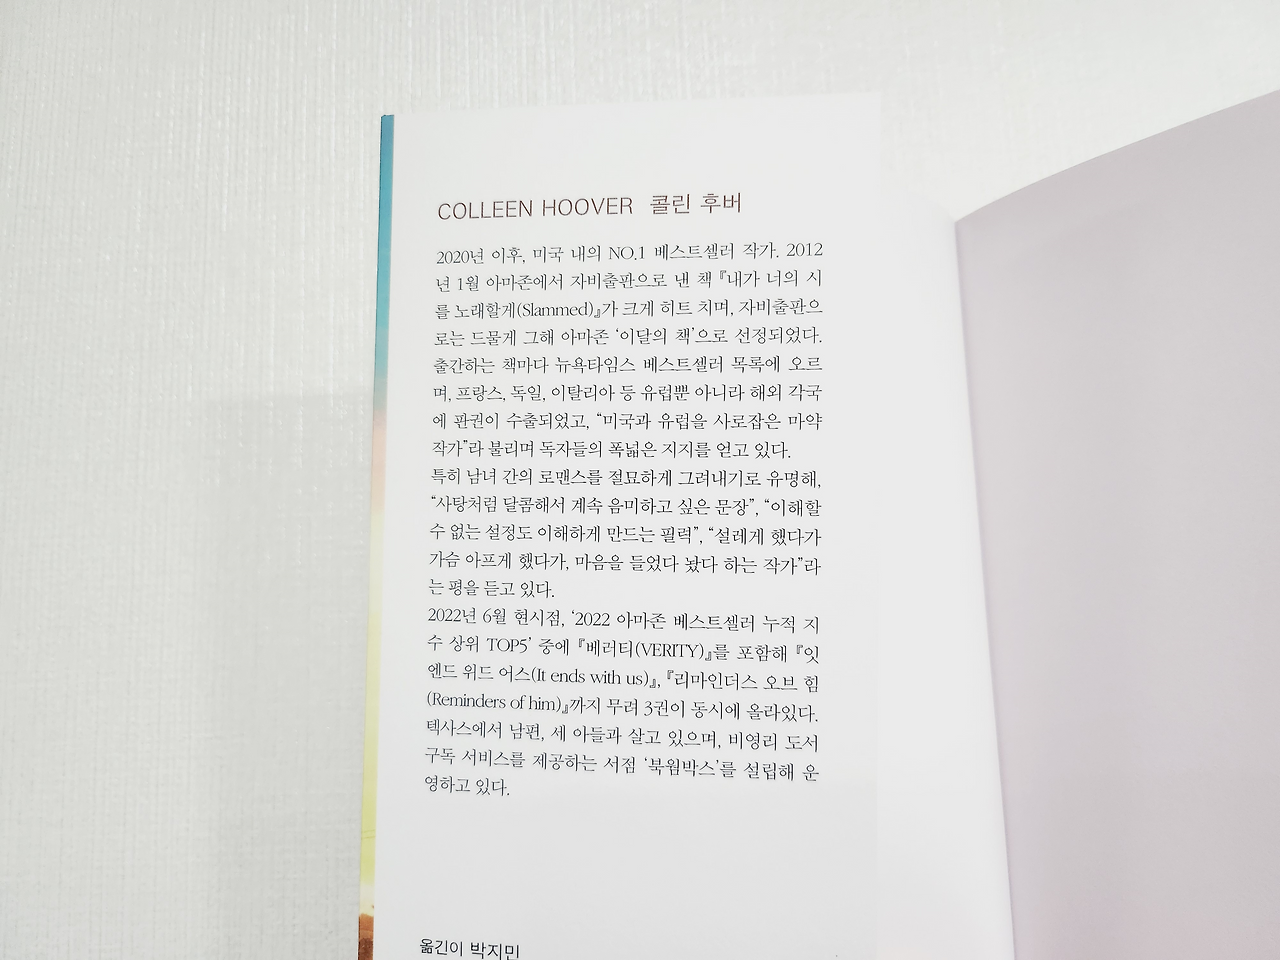 COLLEEN HOOVER 콜린 후버
2020년 이후, 미국 내의 NO.1 베스트셀러 작가. 2012
년 1월 아마존에서 자비출판으로 낸 책 『내가 너의 시
를 노래할게(Slammed)』가 크게 히트 치며, 자비출판으
로는 드물게 그해 아마존 ‘이달의 책’으로 선정되었다.
출간하는 책마다 뉴욕타임스 베스트셀러 목록에 오르
며, 프랑스, 독일, 이탈리아 등 유럽뿐 아니라 해외 각국
에 판권이 수출되었고, “미국과 유럽을 사로잡은 마약
작가”라 불리며 독자들의 폭넓은 지지를 얻고 있다.
특히 남녀 간의 로맨스를 절묘하게 그려내기로 유명해,
“사탕처럼 달콤해서 계속 음미하고 싶은 문장”, “이해할
수 없는 설정도 이해하게 만드는 필력”, “설레게 했다가
가슴 아프게 했다가, 마음을 들었다 놨다 하는 작가”라
는 평을 듣고 있다.
2022년 6월 현시점, ‘2022 아마존 베스트셀러 누적 지
수 상위 TOP5’ 중에 『베러티(VERITY)』를 포함해 『잇
엔드 위드 어스(It ends with us)』, 『리마인더스 오브 힘
(Reminders of him)』까지 무려 3권이 동시에 올라있다.
텍사스에서 남편, 세 아들과 살고 있으며, 비영리 도서
구독 서비스를 제공하는 서점 ‘북웜박스’를 설립해 운
영하고 있다.
옮긴이 박지민